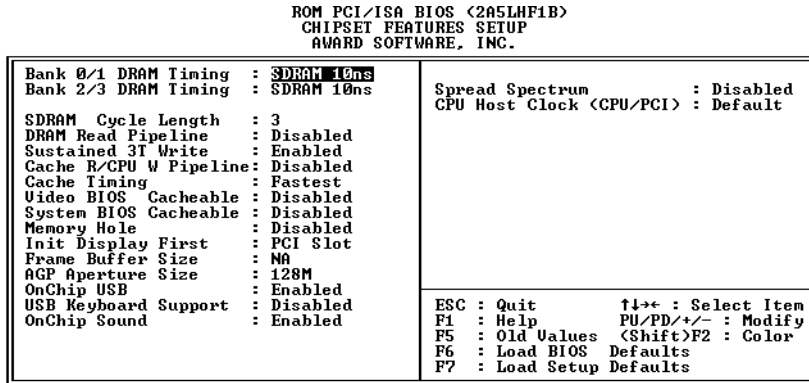 ROM PCI/ISA BIOS (2A5LHF1B)
CHIPSET FEATURES SETUP
AWARD SOFTWARE, INC.
Bank 0/1 DRAM Timing : SDRAM 10ns
Bank 2/3 DRAM Timing : SDRAM 10ns
SDRAM Cycle Length : 3
DRAM Read Pipeline : Disabled
Sustained 3T Write : Enabled
Cache R/CPU W Pipeline: Disabled
Cache Timing : Fastest
Video BIOS Cacheable : Disabled
System BIOS Cacheable : Disabled
Memory Hole : Disabled
Init Display First : PCI Slot
Frame Buffer Size : NA
AGP Aperture Size : 128M
OnChip USB : Enabled
USB Keyboard Support : Disabled
OnChip Sound : Enabled
Spread Spectrum : Disabled
CPU Host Clock (CPU/PCI) : Default
ESC : Quit ↑↓→← : Select Item
F1 : Help PU/PD/+/- : Modify
F5 : Old Values (Shift)F2 : Color
F6 : Load BIOS Defaults
F7 : Load Setup Defaults